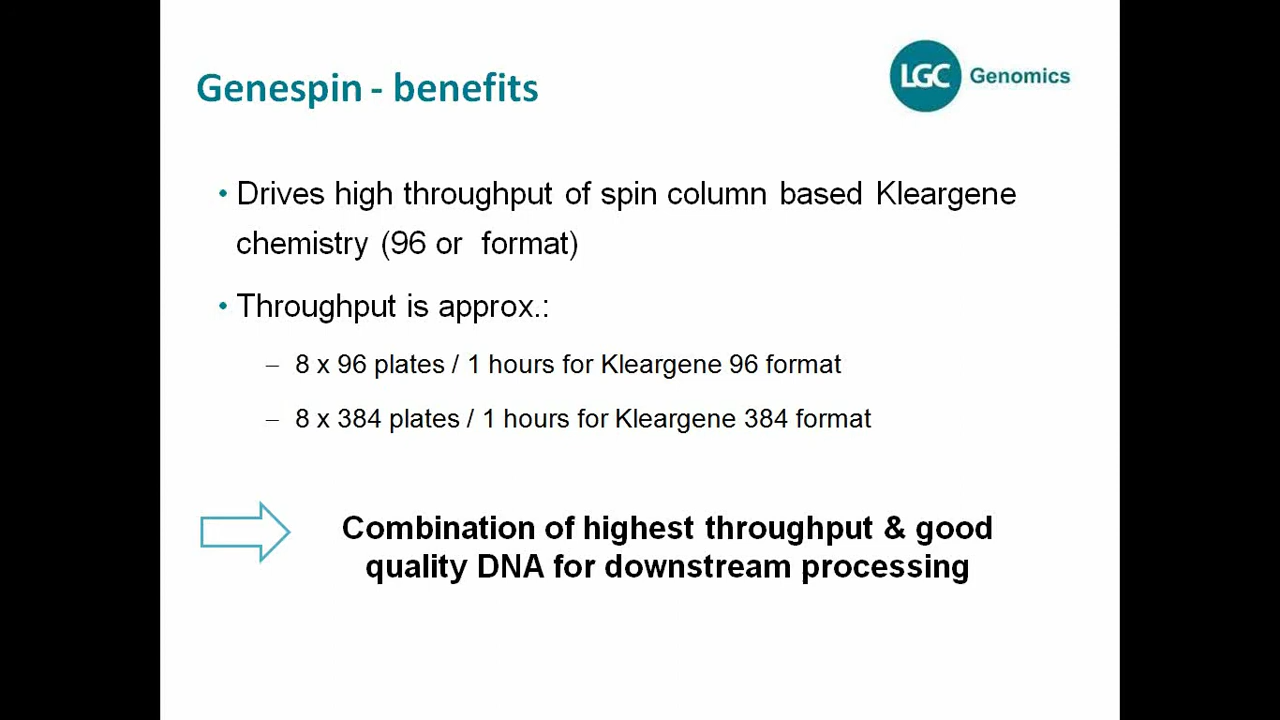 Genespin - benefits
LGC Genomics
• Drives high throughput of spin column based Kleargene
chemistry (96 or  format)
• Throughput is approx.:
– 8 x 96 plates / 1 hours for Kleargene 96 format
– 8 x 384 plates / 1 hours for Kleargene 384 format
Combination of highest throughput & good
quality DNA for downstream processing